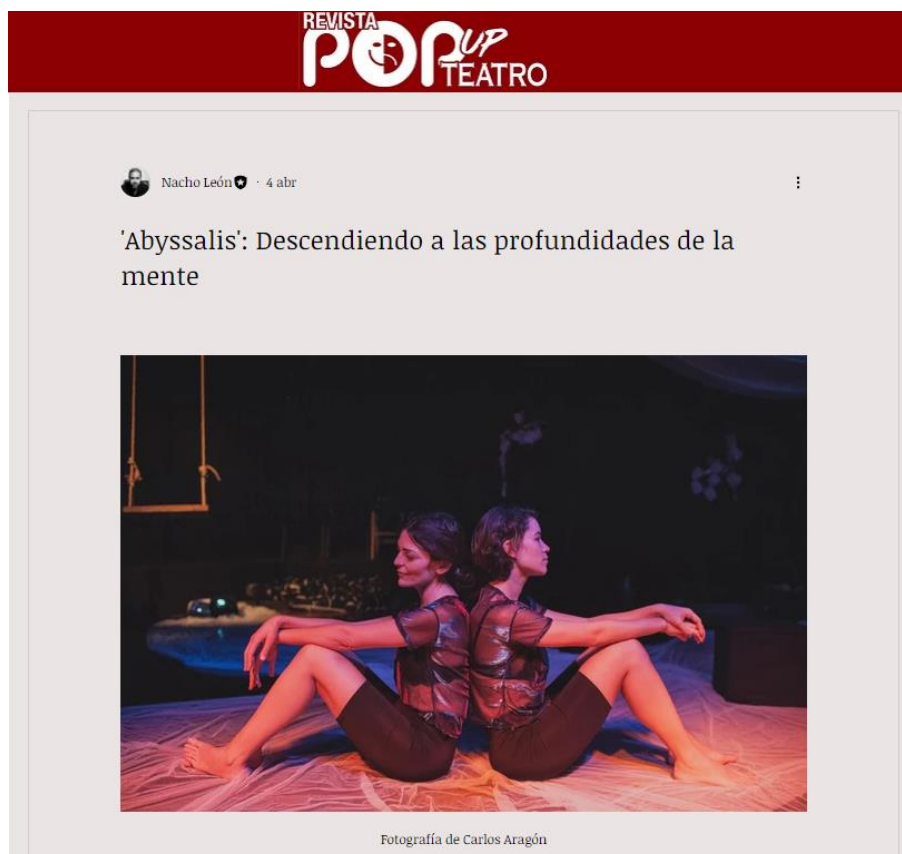 REVISTA
POP UP
TEATRO
Nacho León · 4 abr
'Abyssalis': Descendiendo a las profundidades de la
mente
Fotografía de Carlos Aragón